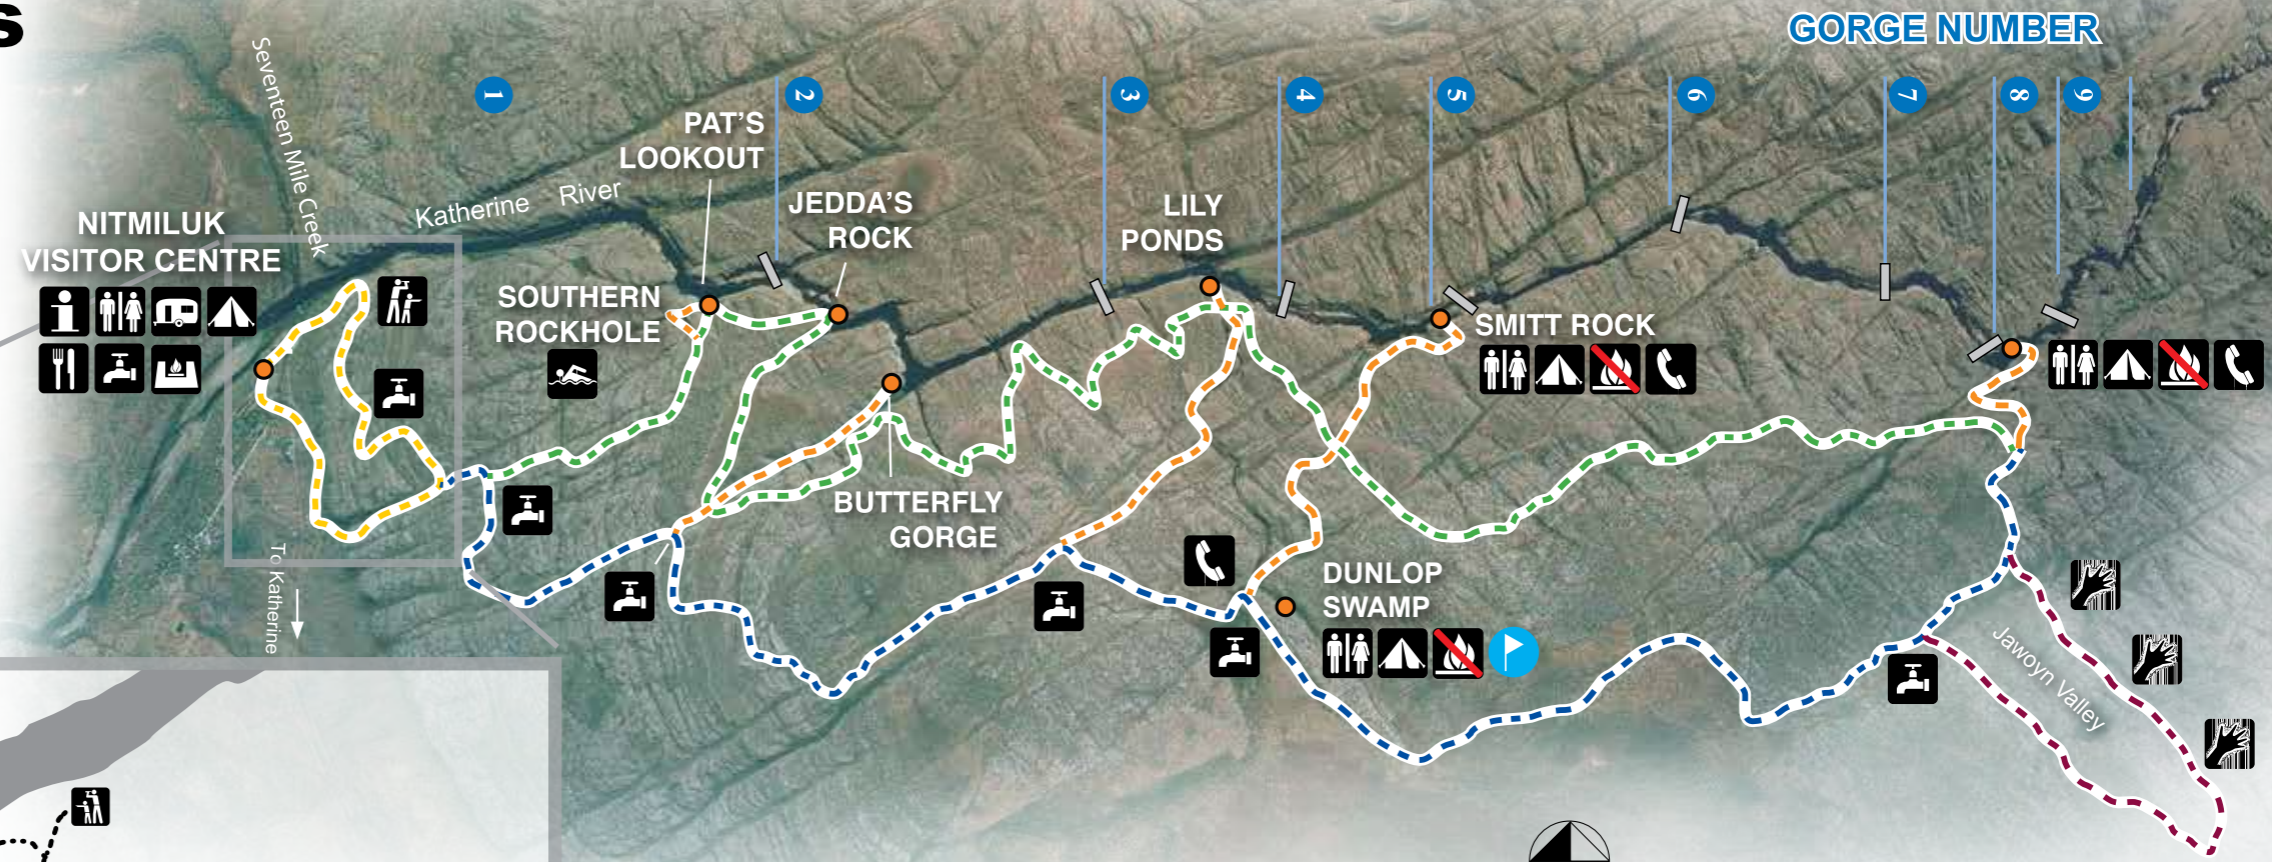 s
GORGE NUMBER
1
2
3
4
5
6
7
8
9
Seventeen Mile Creek
Katherine River
PAT'S
LOOKOUT
JEDDA'S
ROCK
LILY
PONDS
NITMILUK
VISITOR CENTRE
SOUTHERN
ROCKHOLE
SMITT ROCK
BUTTERFLY
GORGE
DUNLOP
SWAMP
To Katherine
Jawoyn Valley